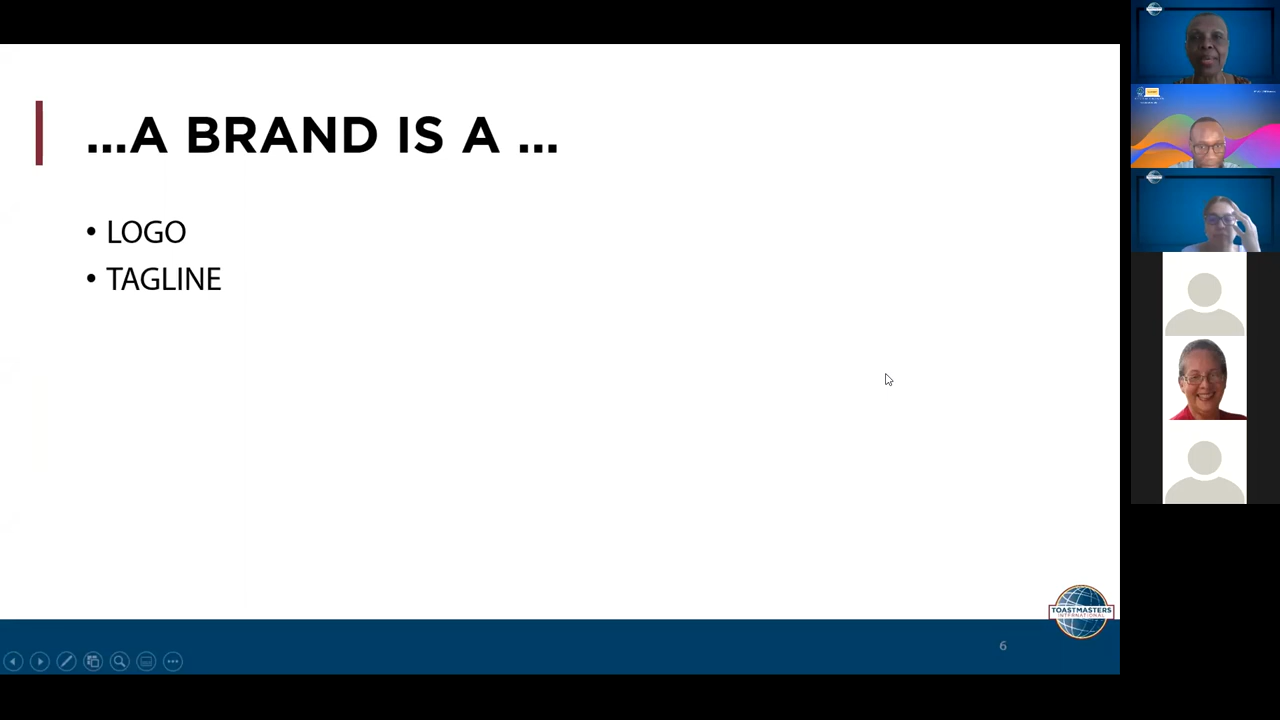 ...A BRAND IS A ...
• LOGO
• TAGLINE
TOASTMASTERS
INTERNATIONAL
6